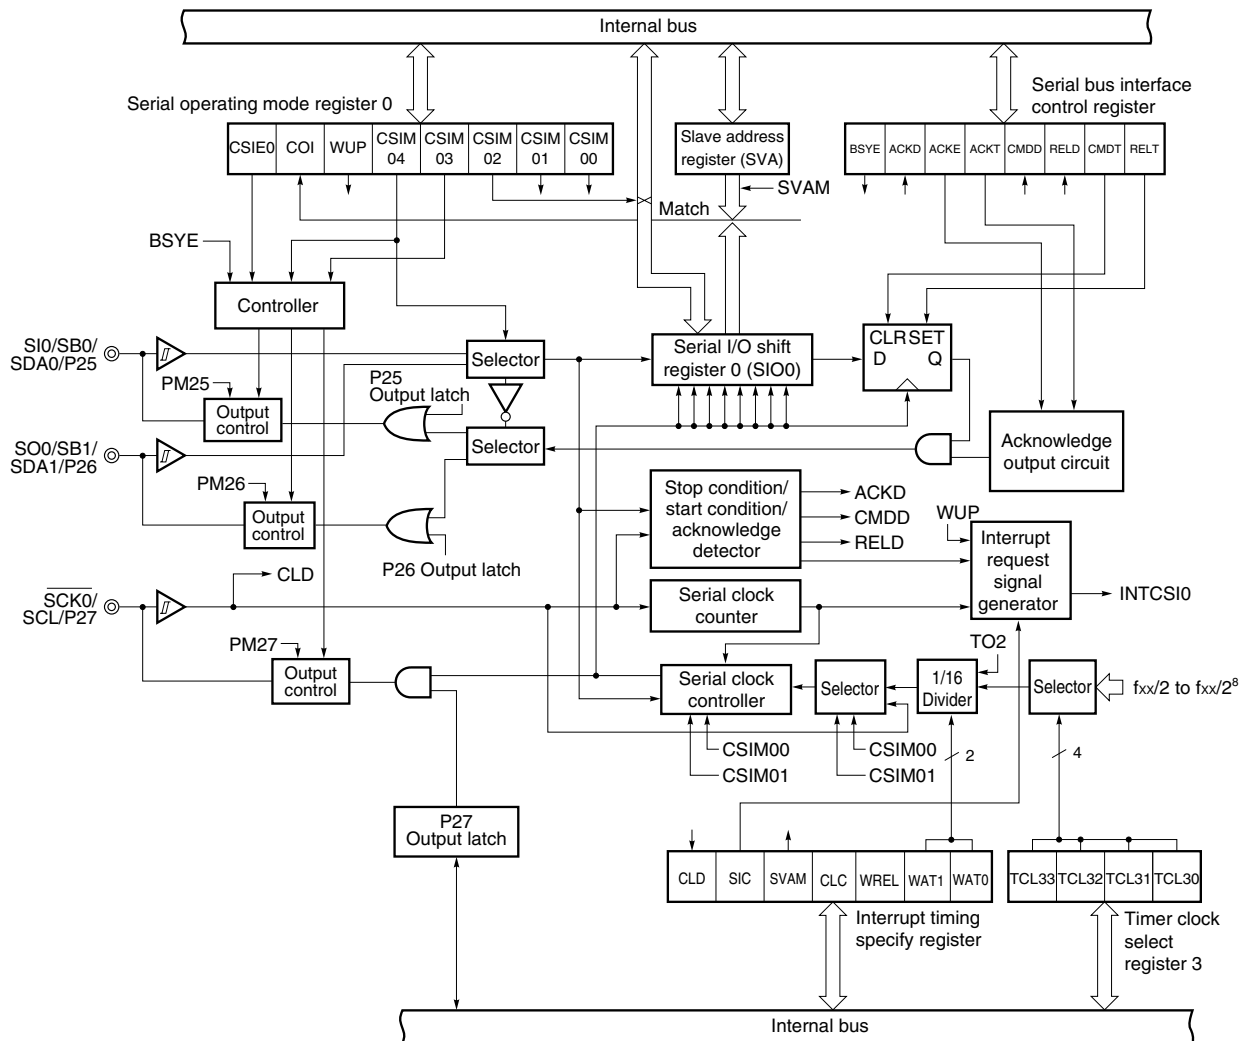 Internal bus
Serial operating mode register 0
Serial bus interface
control register
CSIE0 COI WUP CSIM
04 CSIM
03 CSIM
02 CSIM
01 CSIM
00
Slave address
register (SVA)
BSYE ACKD ACKE ACKT CMDD RELD CMDT RELT
SVAM
Match
BSYE
Controller
SI0/SB0/
SDA0/P25
Selector
Serial I/O shift
register 0 (SIO0)
CLR SET
D Q
PM25
P25
Output latch
Output
control
SO0/SB1/
SDA1/P26
Selector
Acknowledge
output circuit
PM26
Output
control
P26 Output latch
Stop condition/
start condition/
acknowledge
detector
ACKD
CMDD
RELD
WUP
Interrupt
request
signal
generator
INTCSI0
CLD
SCK0/
SCL/P27
Serial clock
counter
PM27
Output
control
TO2
Serial clock
controller
Selector
1/16
Divider
Selector
fxx/2 to fxx/2⁸
CSIM00
CSIM01
CSIM00
CSIM01
2
4
P27
Output latch
CLD SIC SVAM CLC WREL WAT1 WAT0
TCL33 TCL32 TCL31 TCL30
Interrupt timing
specify register
Timer clock
select
register 3
Internal bus